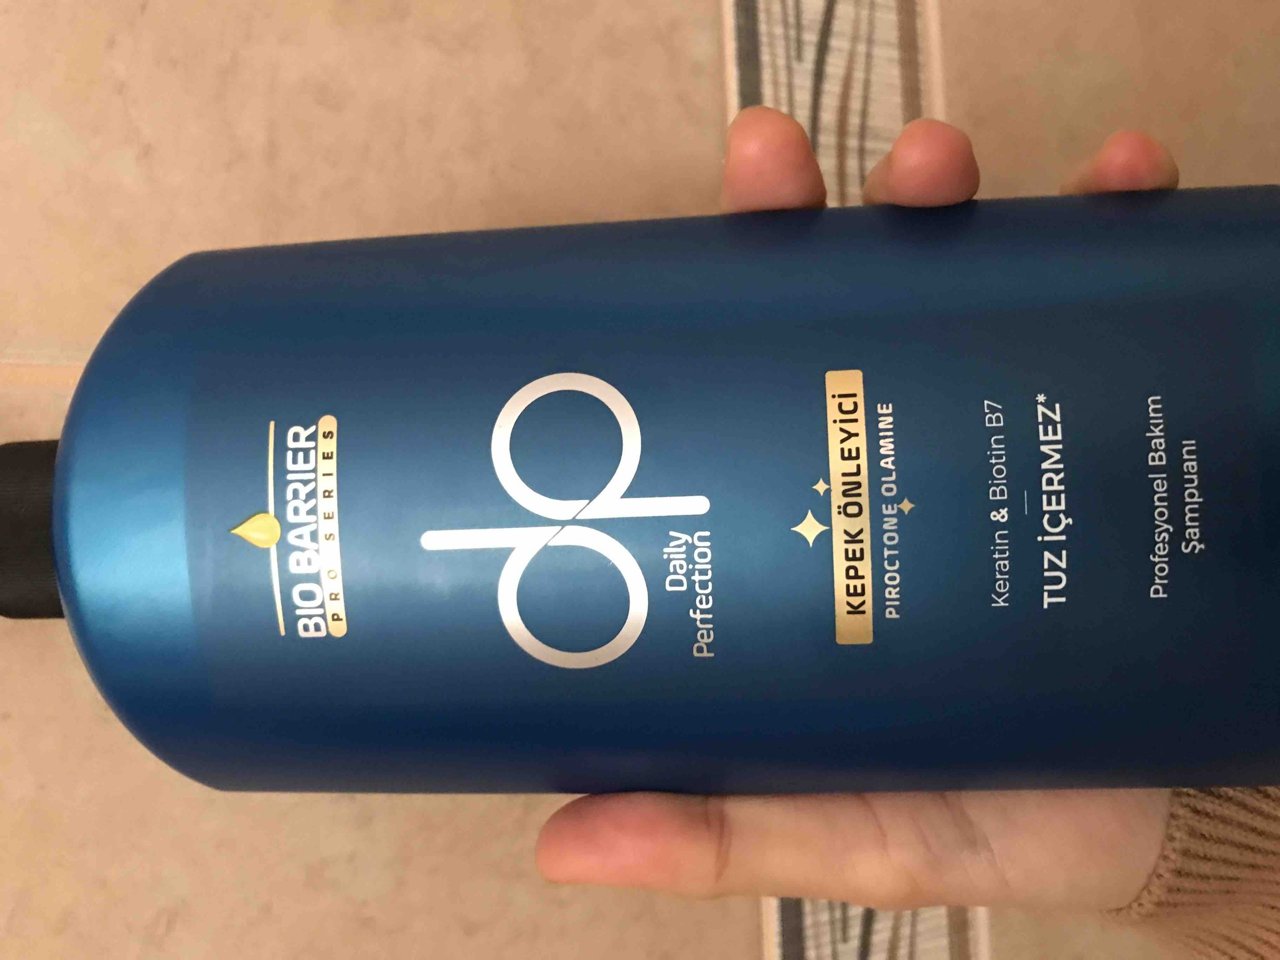 BIO BARRIER
PRO SERIES
dp
Daily
Perfection
KEPEK ÖNLEYİCİ
PIROCTONE OLAMINE
Keratin & Biotin B7
TUZ İÇERMEZ*
Profesyonel Bakım
Şampuanı